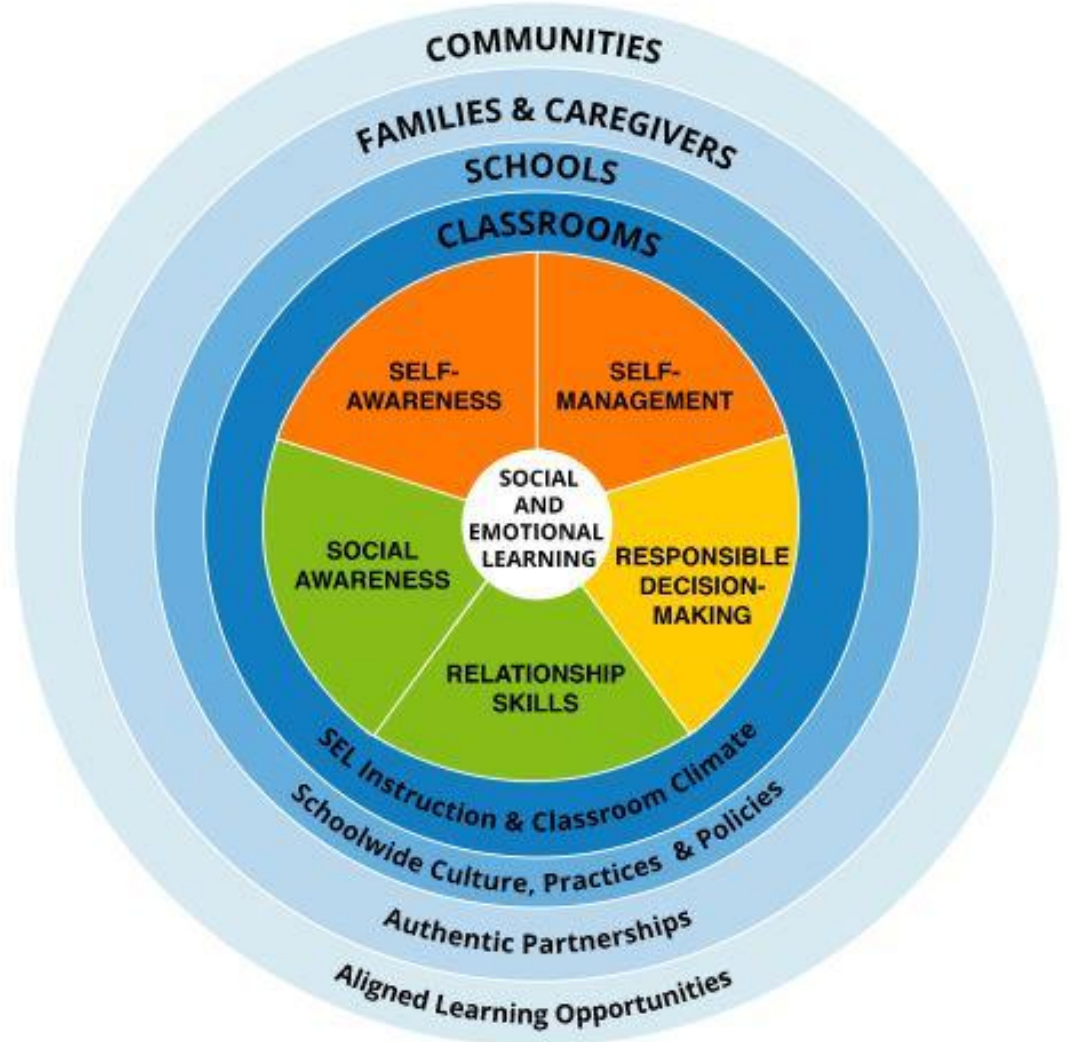 COMMUNITIES
FAMILIES & CAREGIVERS
SCHOOLS
CLASSROOMS
SELF-
AWARENESS
SELF-
MANAGEMENT
SOCIAL
AND
EMOTIONAL
LEARNING
SOCIAL
AWARENESS
RESPONSIBLE
DECISION-
MAKING
RELATIONSHIP
SKILLS
SEL Instruction & Classroom Climate
Schoolwide Culture, Practices & Policies
Authentic Partnerships
Aligned Learning Opportunities